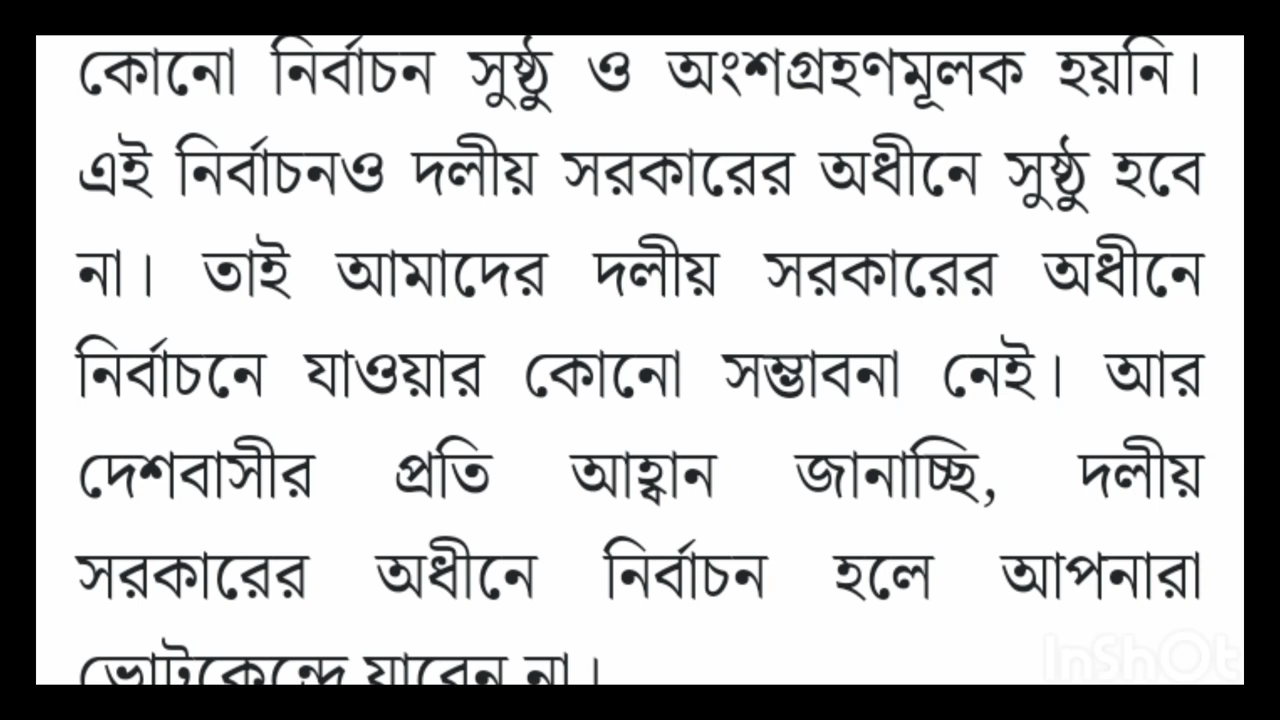 কোনো নির্বাচন সুষ্ঠু ও অংশগ্রহণমূলক হয়নি।
এই নির্বাচনও দলীয় সরকারের অধীনে সুষ্ঠু হবে
না। তাই আমাদের দলীয় সরকারের অধীনে
নির্বাচনে যাওয়ার কোনো সম্ভাবনা নেই। আর
দেশবাসীর প্রতি আহ্বান জানাচ্ছি, দলীয়
সরকারের অধীনে নির্বাচন হলে আপনারা
ভোটকেন্দ্রে যাবেন না।
InShOt